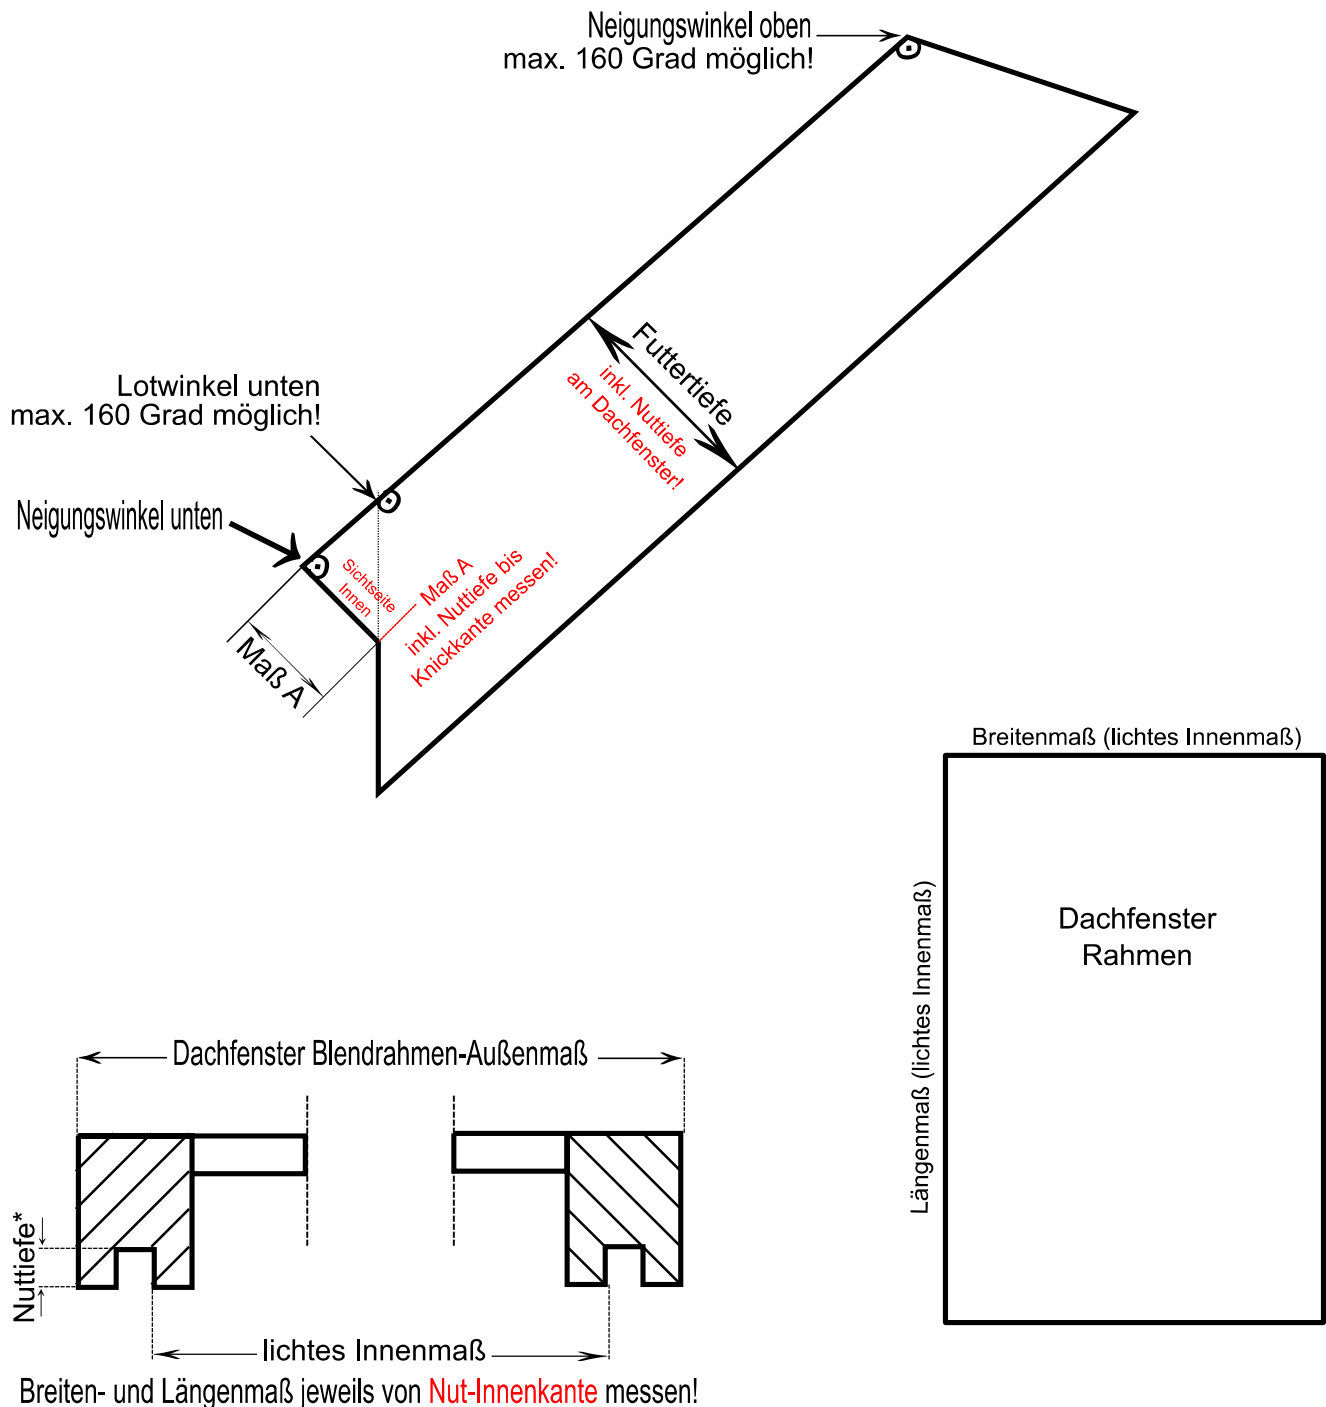 Neigungswinkel oben
max. 160 Grad möglich!
Futtertiefe
inkl. Nuttiefe
am Dachfenster!
Lotwinkel unten
max. 160 Grad möglich!
Neigungswinkel unten
Sichtseite
Innen
Maß A
inkl. Nuttiefe bis
Knickkante messen!
Maß A
Breitenmaß (lichtes Innenmaß)
Längenmaß (lichtes Innenmaß)
Dachfenster
Rahmen
Dachfenster Blendrahmen-Außenmaß
Nuttiefe*
lichtes Innenmaß
Breiten- und Längenmaß jeweils von Nut-Innenkante messen!